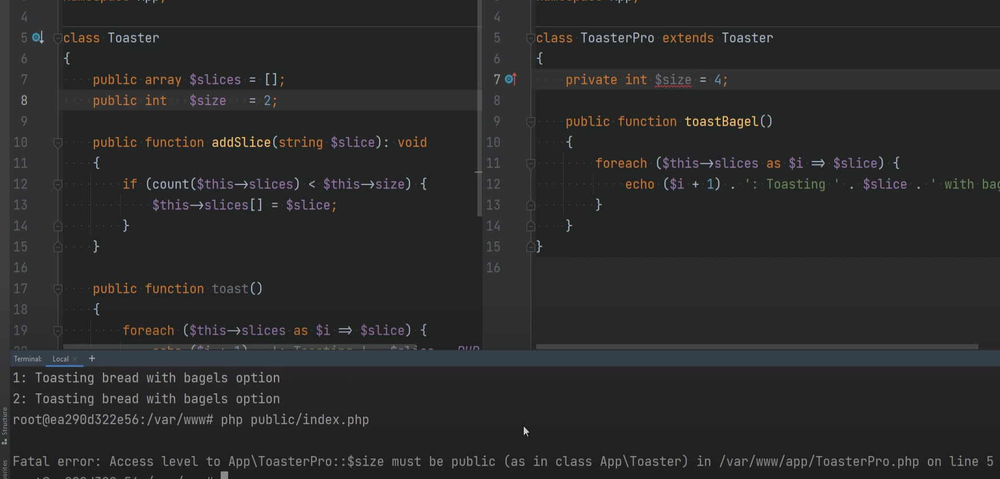 4
5 class Toaster
6 {
7 public array $slices = [];
8 public int $size = 2;
9
10 public function addSlice(string $slice): void
11 {
12 if (count($this->slices) < $this->size) {
13 $this->slices[] = $slice;
14 }
15 }
16
17 public function toast()
18 {
19 foreach ($this->slices as $i => $slice) {
4
5 class ToasterPro extends Toaster
6 {
7 private int $size = 4;
8
9 public function toastBagel()
10 {
11 foreach ($this->slices as $i => $slice) {
12 echo ($i + 1) . ': Toasting ' . $slice . ' with bag
13 }
14 }
15 }
16
Terminal: Local × +
1: Toasting bread with bagels option
2: Toasting bread with bagels option
root@ea290d322e56:/var/www# php public/index.php
Fatal error: Access level to App\ToasterPro::$size must be public (as in class App\Toaster) in /var/www/app/ToasterPro.php on line 5
Structure